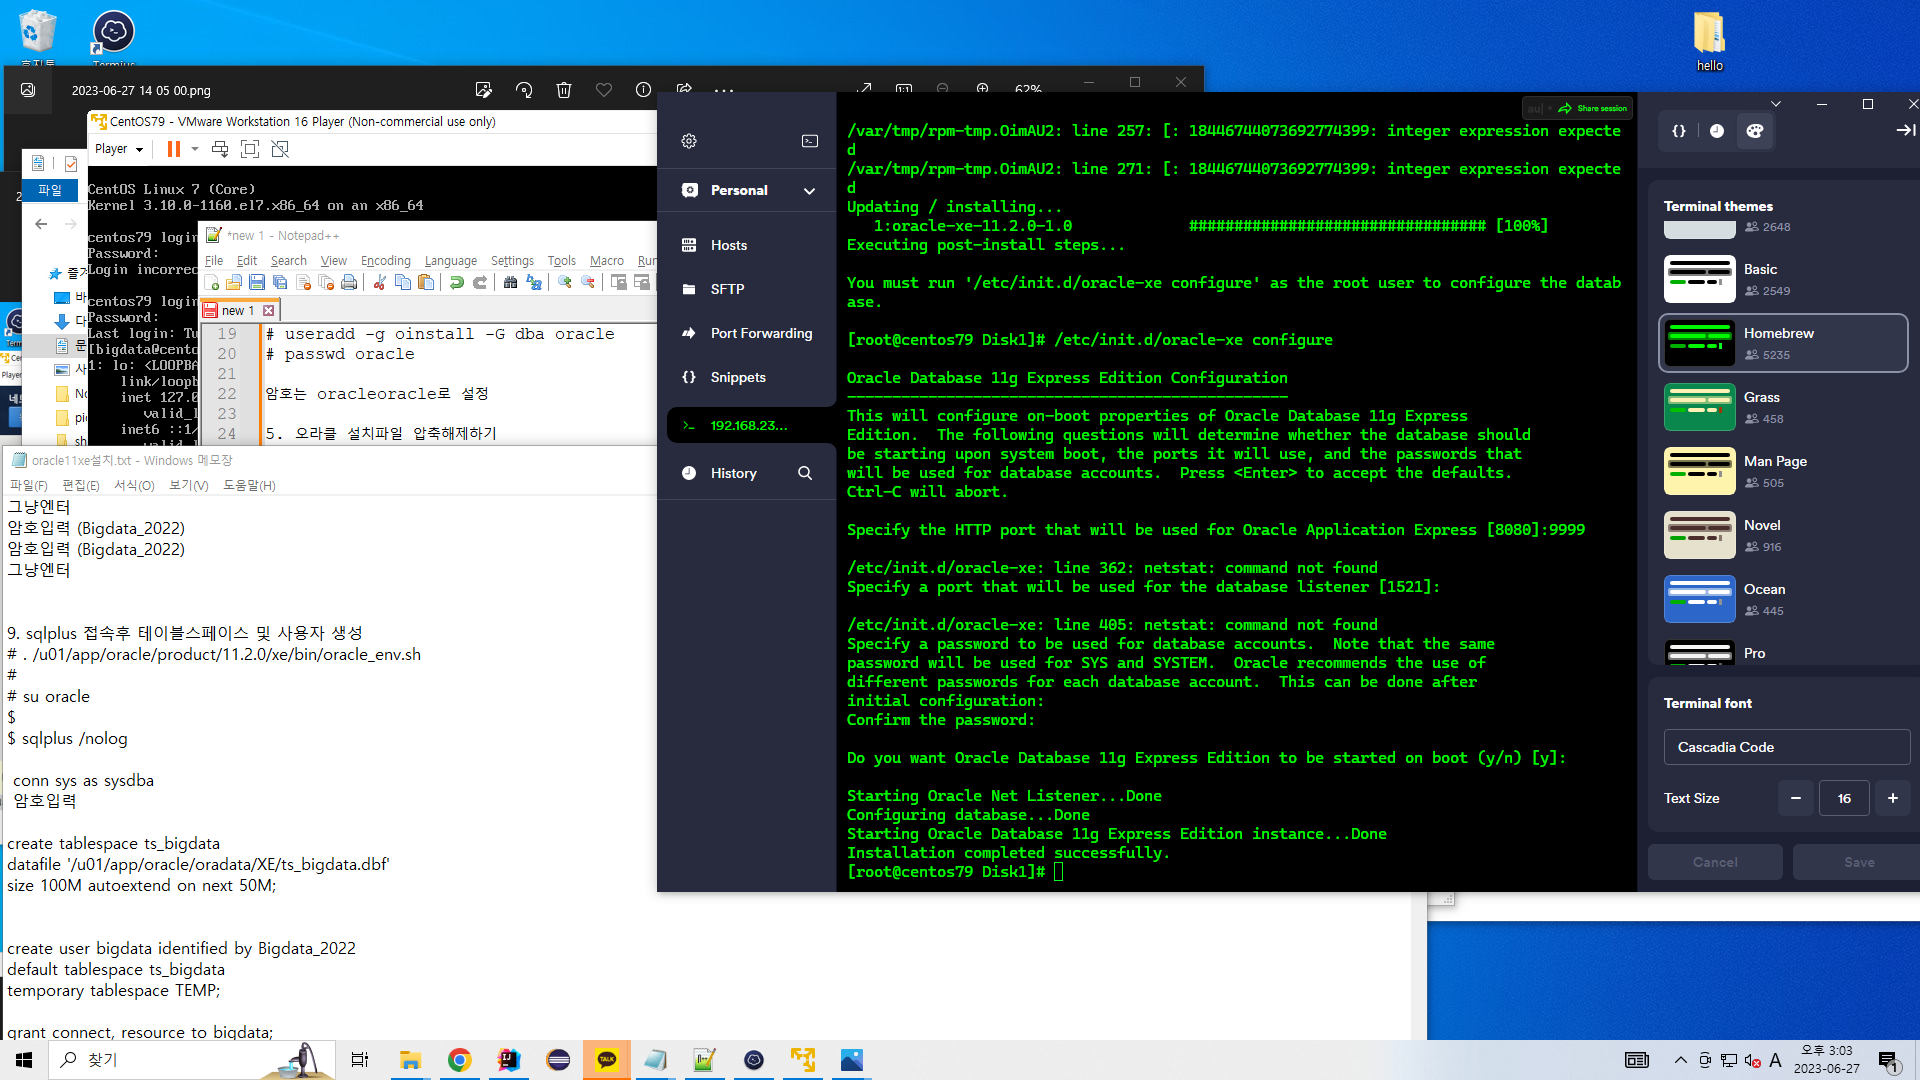 휴지통
Termius
hello
2023-06-27 14 05 00.png
62%
CentOS79 - VMware Workstation 16 Player (Non-commercial use only)
Player
CentOS Linux 7 (Core)
Kernel 3.10.0-1160.el7.x86_64 on an x86_64
centos79 login
Password:
Login incorrec
centos79 login
Password:
Last login: Tu
[bigdata@cento
1: lo: <LOOPBA
link/loopb
inet 127.0
valid_l
inet6 ::1/
valid_l
파일
*new 1 - Notepad++
File Edit Search View Encoding Language Settings Tools Macro Run
new 1
19 # useradd -g oinstall -G dba oracle
20 # passwd oracle
21
22 암호는 oracleoracle로 설정
23
24 5. 오라클 설치파일 압축해제하기
oracle11xe설치.txt - Windows 메모장
파일(F) 편집(E) 서식(O) 보기(V) 도움말(H)
그냥엔터
암호입력 (Bigdata_2022)
암호입력 (Bigdata_2022)
그냥엔터
9. sqlplus 접속후 테이블스페이스 및 사용자 생성
# . /u01/app/oracle/product/11.2.0/xe/bin/oracle_env.sh
#
# su oracle
$
$ sqlplus /nolog
conn sys as sysdba
암호입력
create tablespace ts_bigdata
datafile '/u01/app/oracle/oradata/XE/ts_bigdata.dbf'
size 100M autoextend on next 50M;
create user bigdata identified by Bigdata_2022
default tablespace ts_bigdata
temporary tablespace TEMP;
grant connect, resource to bigdata;
Personal
Hosts
SFTP
Port Forwarding
Snippets
192.168.23...
History
Share session
/var/tmp/rpm-tmp.OimAU2: line 257: [: 18446744073692774399: integer expression expecte
d
/var/tmp/rpm-tmp.OimAU2: line 271: [: 18446744073692774399: integer expression expecte
d
Updating / installing...
1:oracle-xe-11.2.0-1.0 ################################# [100%]
Executing post-install steps...
You must run '/etc/init.d/oracle-xe configure' as the root user to configure the datab
ase.
[root@centos79 Disk1]# /etc/init.d/oracle-xe configure
Oracle Database 11g Express Edition Configuration
-------------------------------------------------
This will configure on-boot properties of Oracle Database 11g Express
Edition. The following questions will determine whether the database should
be starting upon system boot, the ports it will use, and the passwords that
will be used for database accounts. Press <Enter> to accept the defaults.
Ctrl-C will abort.
Specify the HTTP port that will be used for Oracle Application Express [8080]:9999
/etc/init.d/oracle-xe: line 362: netstat: command not found
Specify a port that will be used for the database listener [1521]:
/etc/init.d/oracle-xe: line 405: netstat: command not found
Specify a password to be used for database accounts. Note that the same
password will be used for SYS and SYSTEM. Oracle recommends the use of
different passwords for each database account. This can be done after
initial configuration:
Confirm the password:
Do you want Oracle Database 11g Express Edition to be started on boot (y/n) [y]:
Starting Oracle Net Listener...Done
Configuring database...Done
Starting Oracle Database 11g Express Edition instance...Done
Installation completed successfully.
[root@centos79 Disk1]#
Terminal themes
2648
Basic
2549
Homebrew
5235
Grass
458
Man Page
505
Novel
916
Ocean
445
Pro
Terminal font
Cascadia Code
Text Size
16
Cancel
Save
찾기
A
오후 3:03
2023-06-27
1